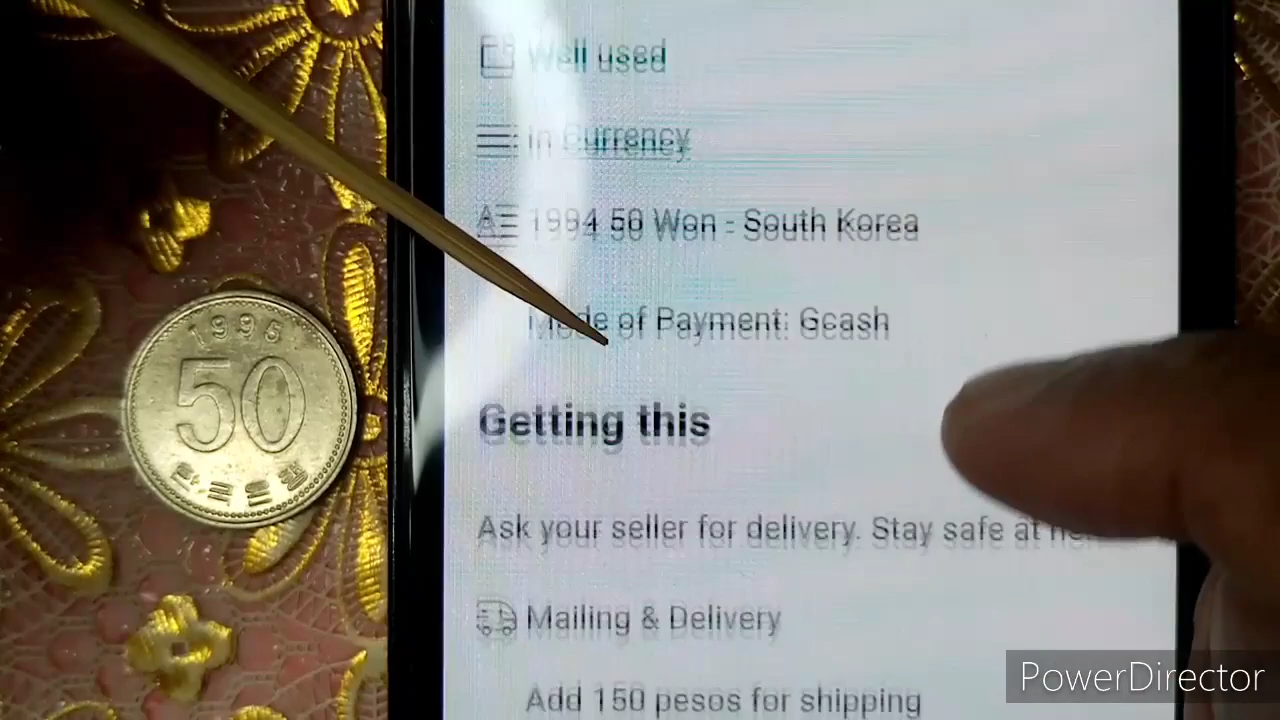 Well used
In Currency
1994 50 Won - South Korea
Mode of Payment: Gcash
Getting this
Ask your seller for delivery. Stay safe at
Mailing & Delivery
Add 150 pesos for shipping
1995
50
한국은행
PowerDirector